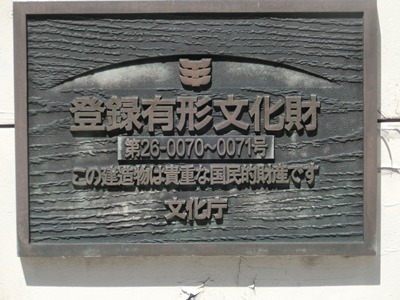 登録有形文化財
第26-0070～0071号
この建造物は貴重な国民的財産です
文化庁